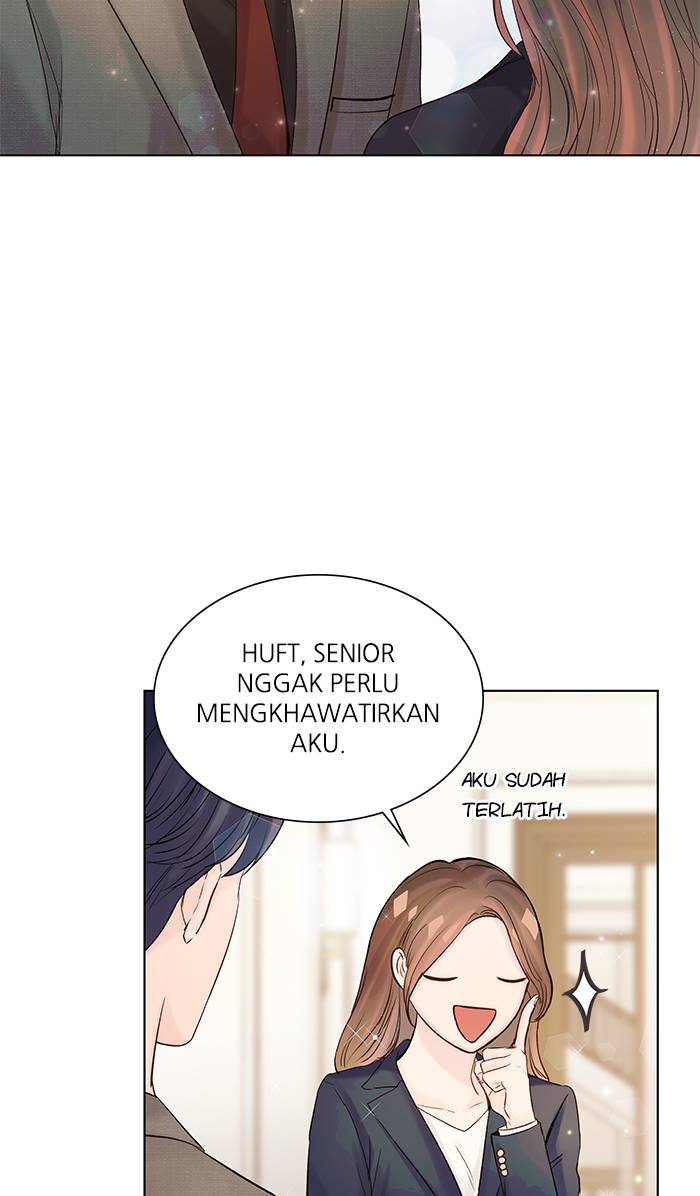 HUFT, SENIOR
NGGAK PERLU
MENGKHAWATIRKAN
AKU.
AKU SUDAH
TERLATIH.